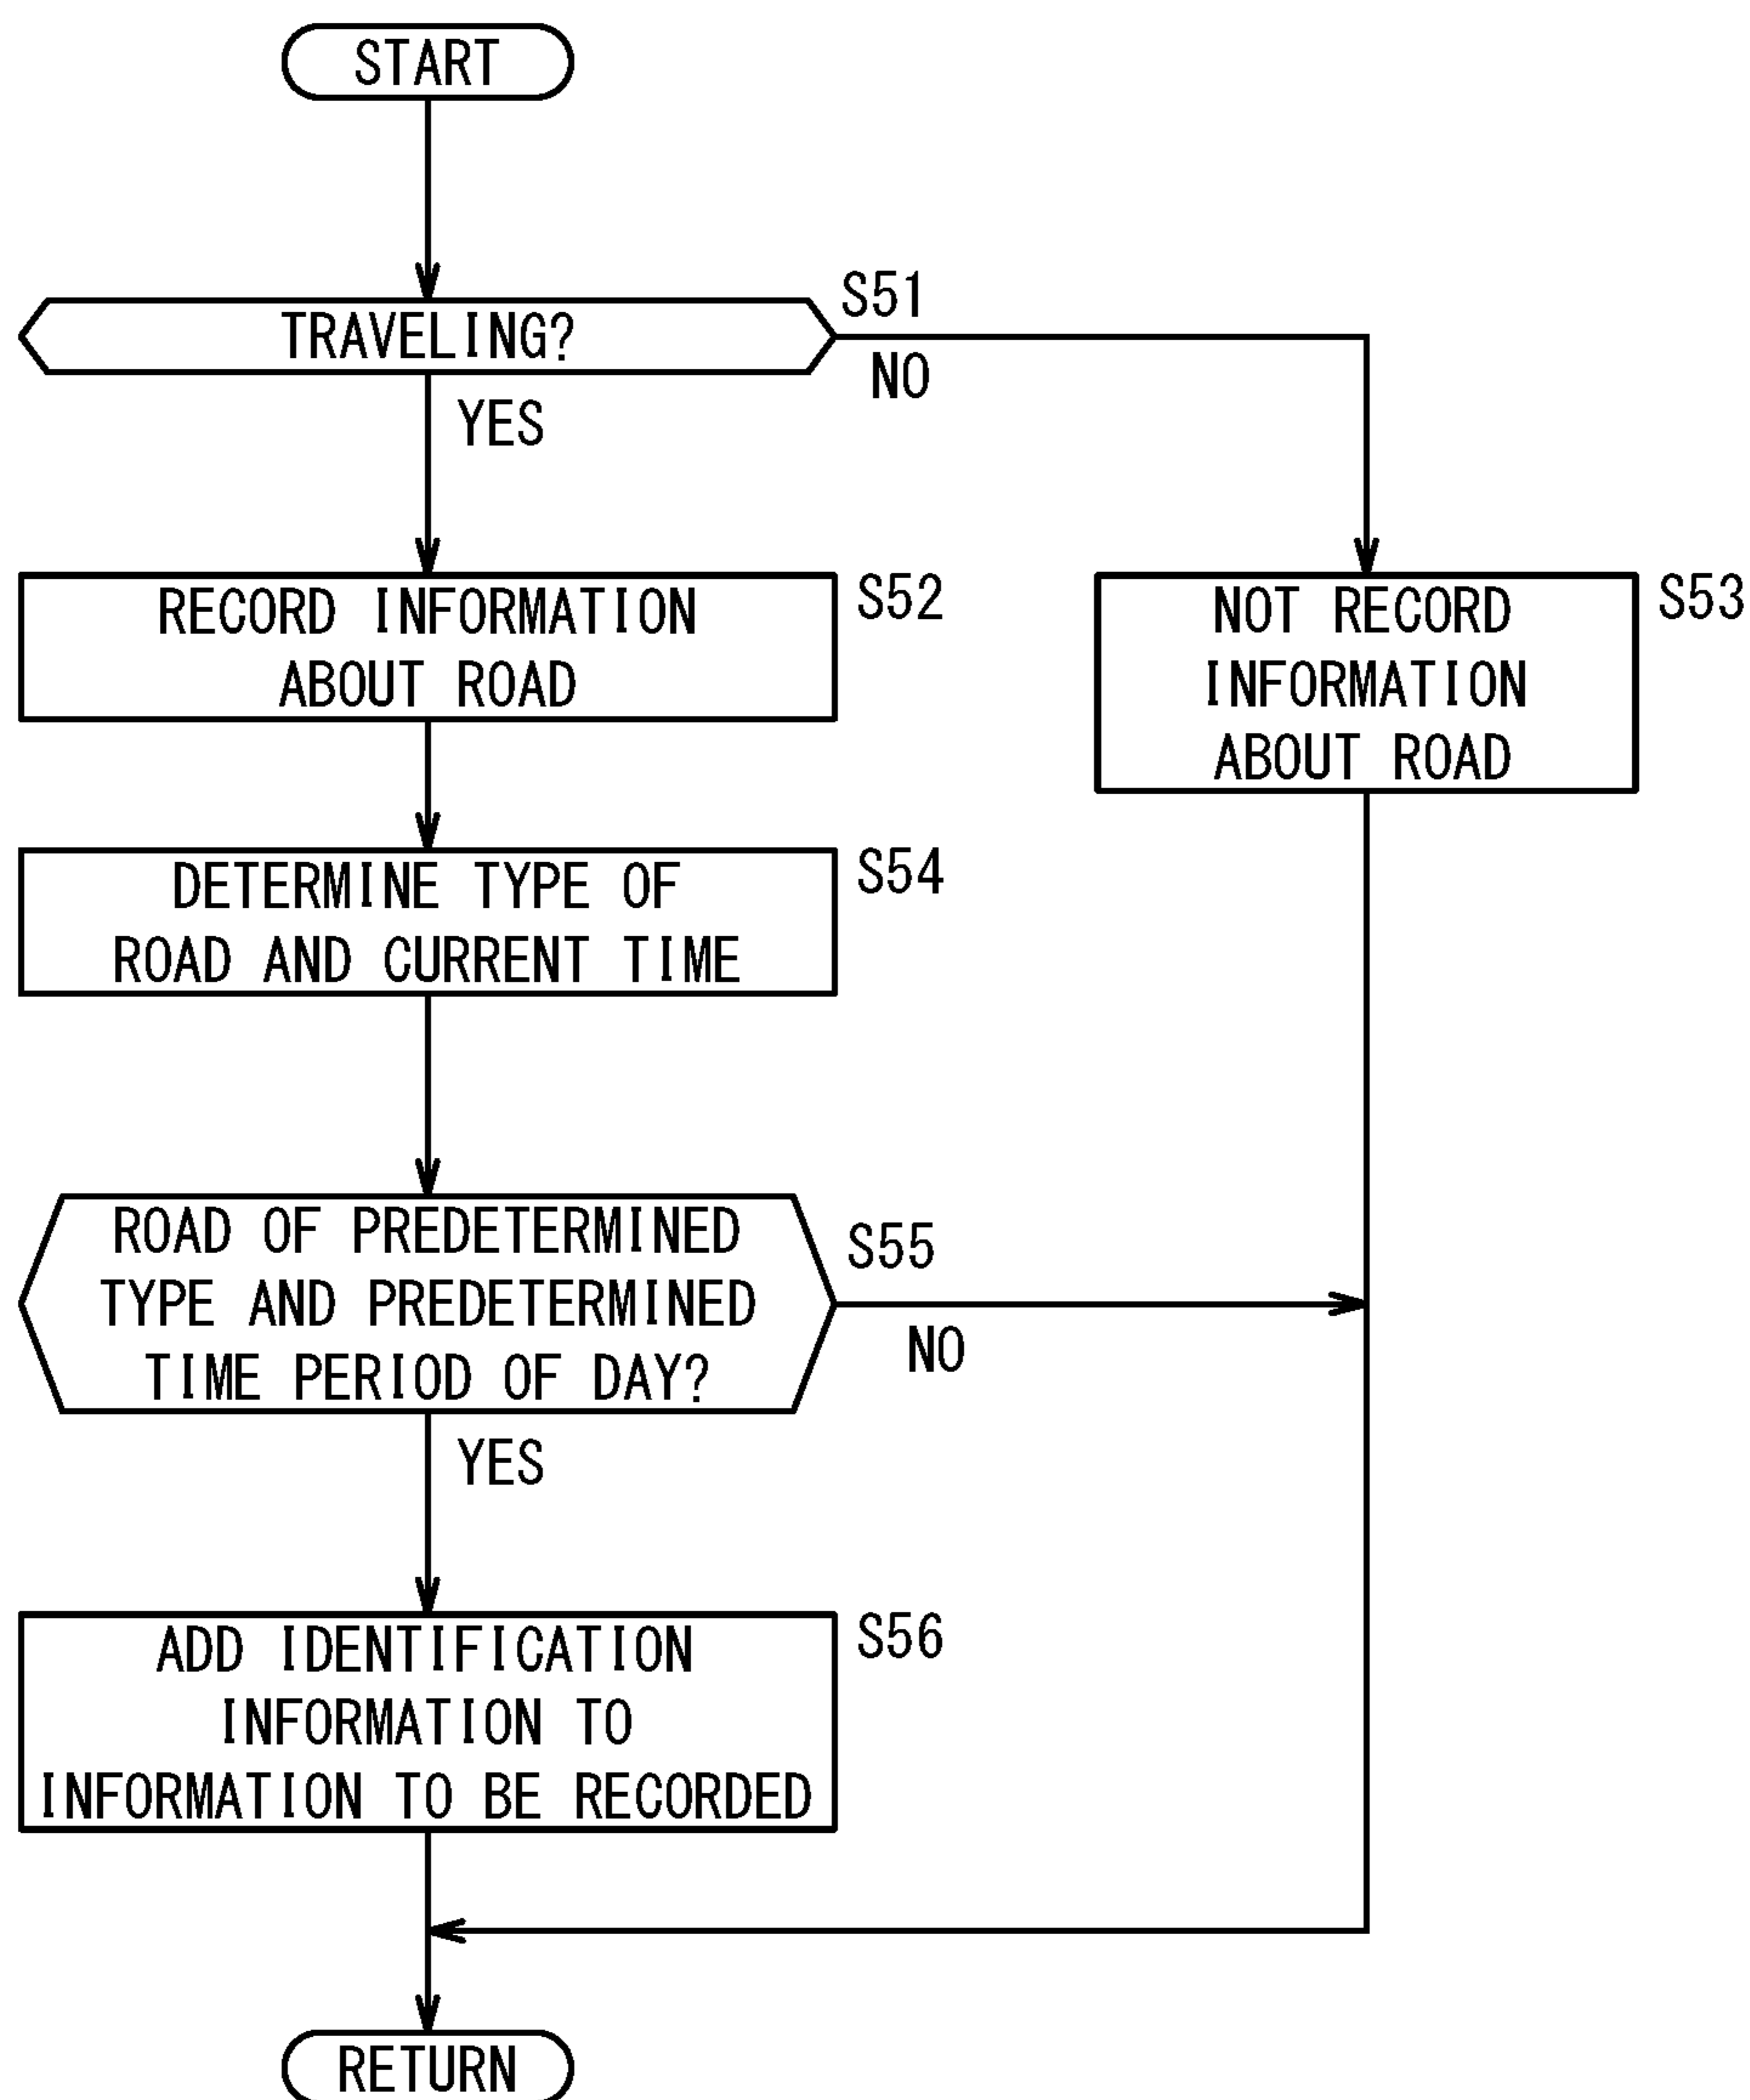 START
TRAVELING?
S51
NO
YES
RECORD INFORMATION
ABOUT ROAD
S52
NOT RECORD
INFORMATION
ABOUT ROAD
S53
DETERMINE TYPE OF
ROAD AND CURRENT TIME
S54
ROAD OF PREDETERMINED
TYPE AND PREDETERMINED
TIME PERIOD OF DAY?
S55
NO
YES
ADD IDENTIFICATION
INFORMATION TO
INFORMATION TO BE RECORDED
S56
RETURN